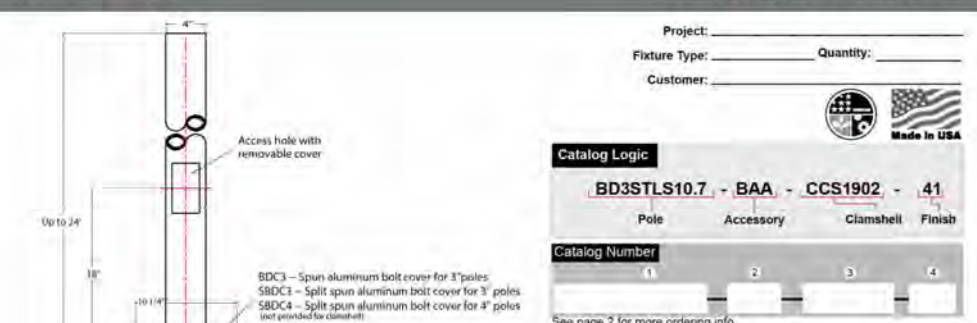 4"
Project:
Fixture Type: Quantity:
Customer:
Made In USA
Access hole with
removable cover
Catalog Logic
BD3STLS10.7 - BAA - CCS1902 - 41
Pole Accessory Clamshell Finish
Up to 24'
Catalog Number
1 2 3 4
18"
BDC3 – Spun aluminum bolt cover for 3"poles
SBDC3 – Split spun aluminum bolt cover for 3" poles
SBDC4 – Split spun aluminum bolt cover for 4" poles
(not provided for clamshell)
10 1/4"
See page 2 for more ordering info